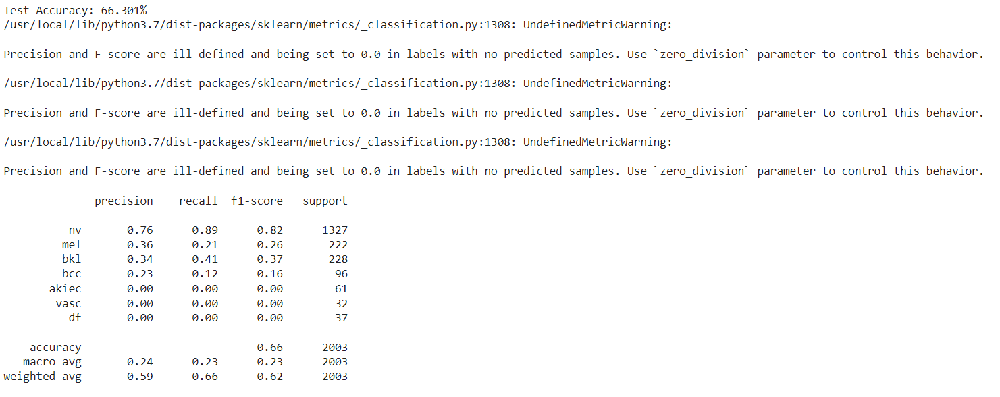 Test Accuracy: 66.301%
/usr/local/lib/python3.7/dist-packages/sklearn/metrics/_classification.py:1308: UndefinedMetricWarning:
Precision and F-score are ill-defined and being set to 0.0 in labels with no predicted samples. Use `zero_division` parameter to control this behavior.
/usr/local/lib/python3.7/dist-packages/sklearn/metrics/_classification.py:1308: UndefinedMetricWarning:
Precision and F-score are ill-defined and being set to 0.0 in labels with no predicted samples. Use `zero_division` parameter to control this behavior.
/usr/local/lib/python3.7/dist-packages/sklearn/metrics/_classification.py:1308: UndefinedMetricWarning:
Precision and F-score are ill-defined and being set to 0.0 in labels with no predicted samples. Use `zero_division` parameter to control this behavior.
precision recall f1-score support
nv 0.76 0.89 0.82 1327
mel 0.36 0.21 0.26 222
bkl 0.34 0.41 0.37 228
bcc 0.23 0.12 0.16 96
akiec 0.00 0.00 0.00 61
vasc 0.00 0.00 0.00 32
df 0.00 0.00 0.00 37
accuracy 0.66 2003
macro avg 0.24 0.23 0.23 2003
weighted avg 0.59 0.66 0.62 2003